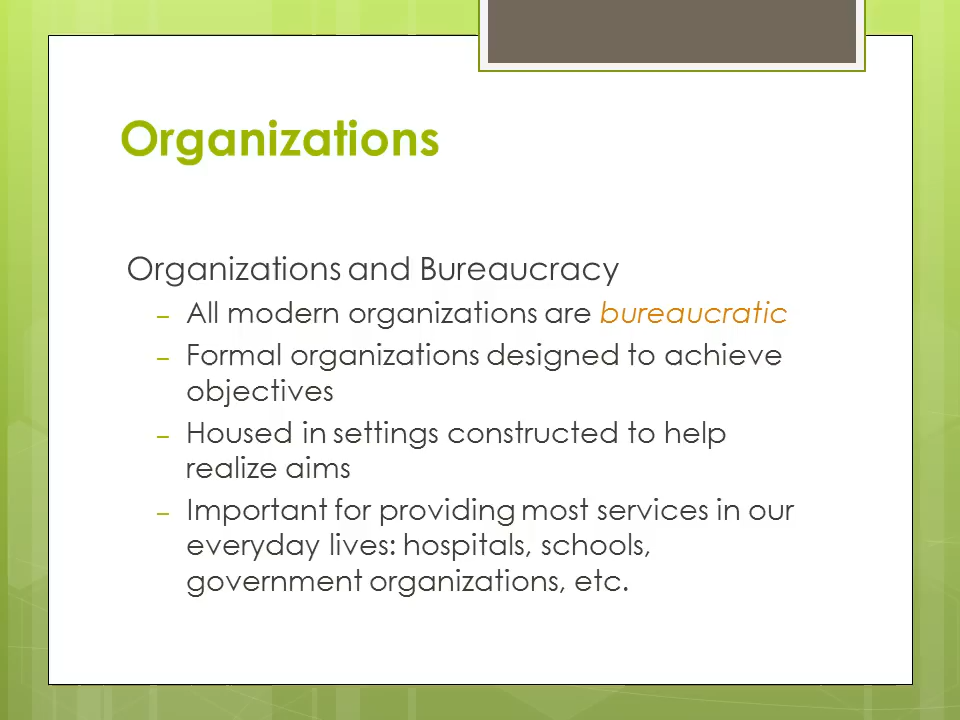 Organizations
Organizations and Bureaucracy
– All modern organizations are bureaucratic
– Formal organizations designed to achieve
objectives
– Housed in settings constructed to help
realize aims
– Important for providing most services in our
everyday lives: hospitals, schools,
government organizations, etc.